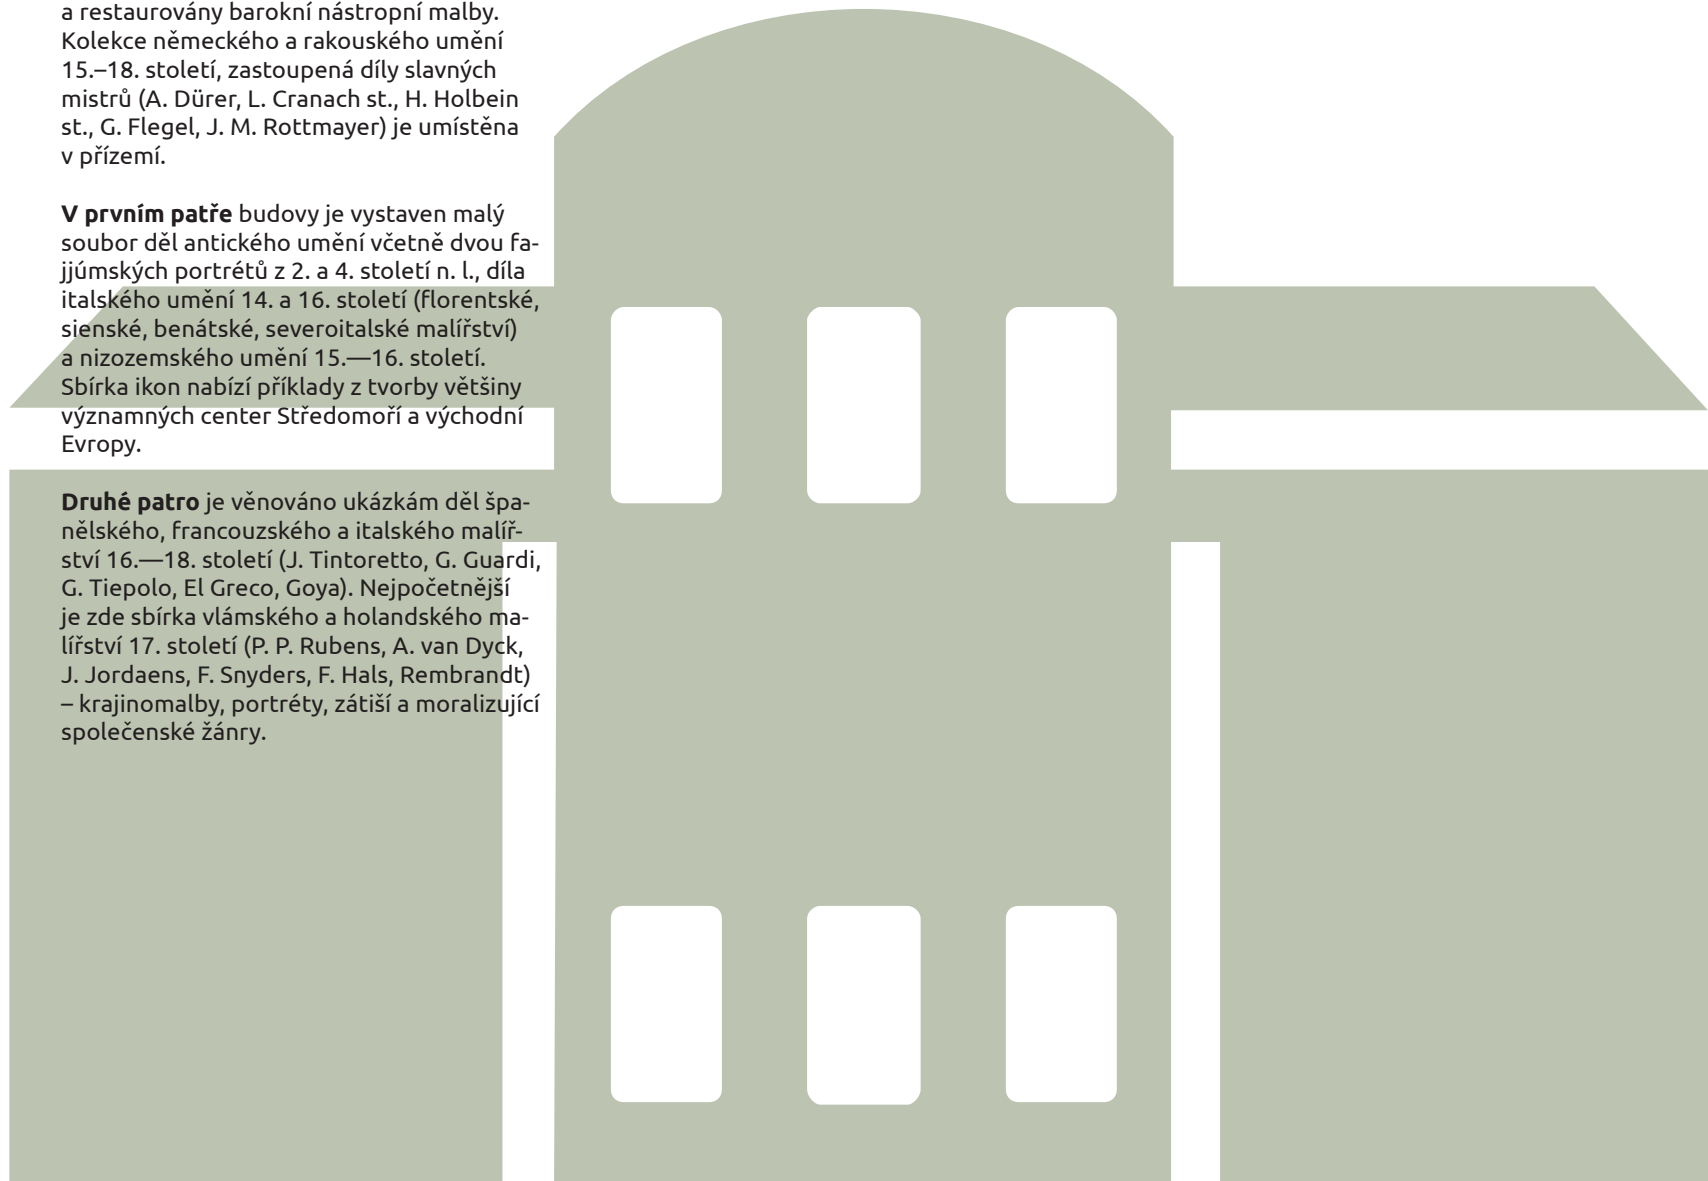 a restaurovány barokní nástropní malby.
Kolekce německého a rakouského umění
15.–18. století, zastoupená díly slavných
mistrů (A. Dürer, L. Cranach st., H. Holbein
st., G. Flegel, J. M. Rottmayer) je umístěna
v přízemí.
V prvním patře budovy je vystaven malý
soubor děl antického umění včetně dvou fa-
jjúmských portrétů z 2. a 4. století n. l., díla
italského umění 14. a 16. století (florentské,
sienské, benátské, severoitalské malířství)
a nizozemského umění 15.—16. století.
Sbírka ikon nabízí příklady z tvorby většiny
významných center Středomoří a východní
Evropy.
Druhé patro je věnováno ukázkám děl špa-
nělského, francouzského a italského malíř-
ství 16.—18. století (J. Tintoretto, G. Guardi,
G. Tiepolo, El Greco, Goya). Nejpočetnější
je zde sbírka vlámského a holandského ma-
lířství 17. století (P. P. Rubens, A. van Dyck,
J. Jordaens, F. Snyders, F. Hals, Rembrandt)
– krajinomalby, portréty, zátiší a moralizující
společenské žánry.